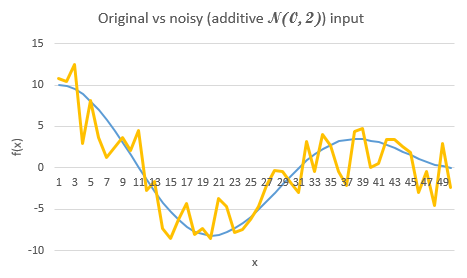 Original vs noisy (additive 𝒩(0, 2)) input
15
10
5
0
-5
-10
f(x)
1 3 5 7 9 11 13 15 17 19 21 23 25 27 29 31 33 35 37 39 41 43 45 47 49
x